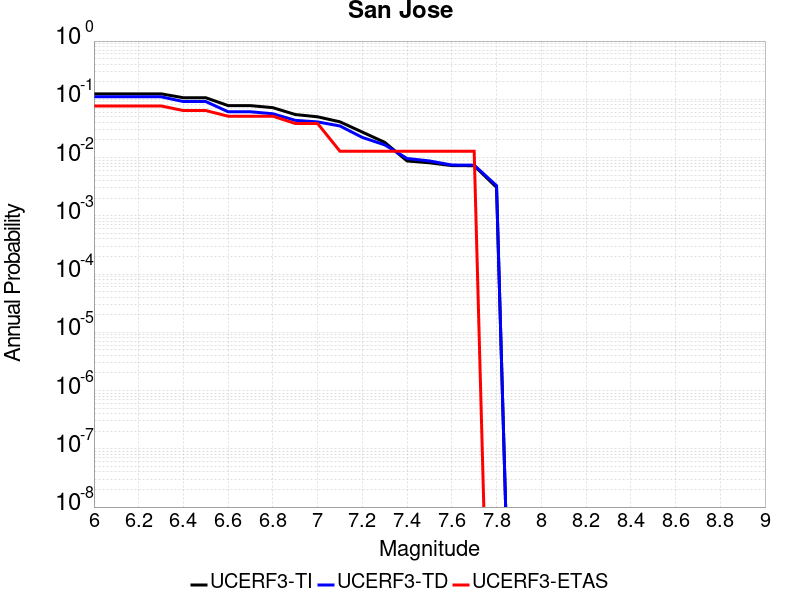 San Jose
10^0
10^-1
10^-2
10^-3
10^-4
10^-5
10^-6
10^-7
10^-8
Annual Probability
6 6.2 6.4 6.6 6.8 7 7.2 7.4 7.6 7.8 8 8.2 8.4 8.6 8.8 9
Magnitude
UCERF3-TI UCERF3-TD UCERF3-ETAS